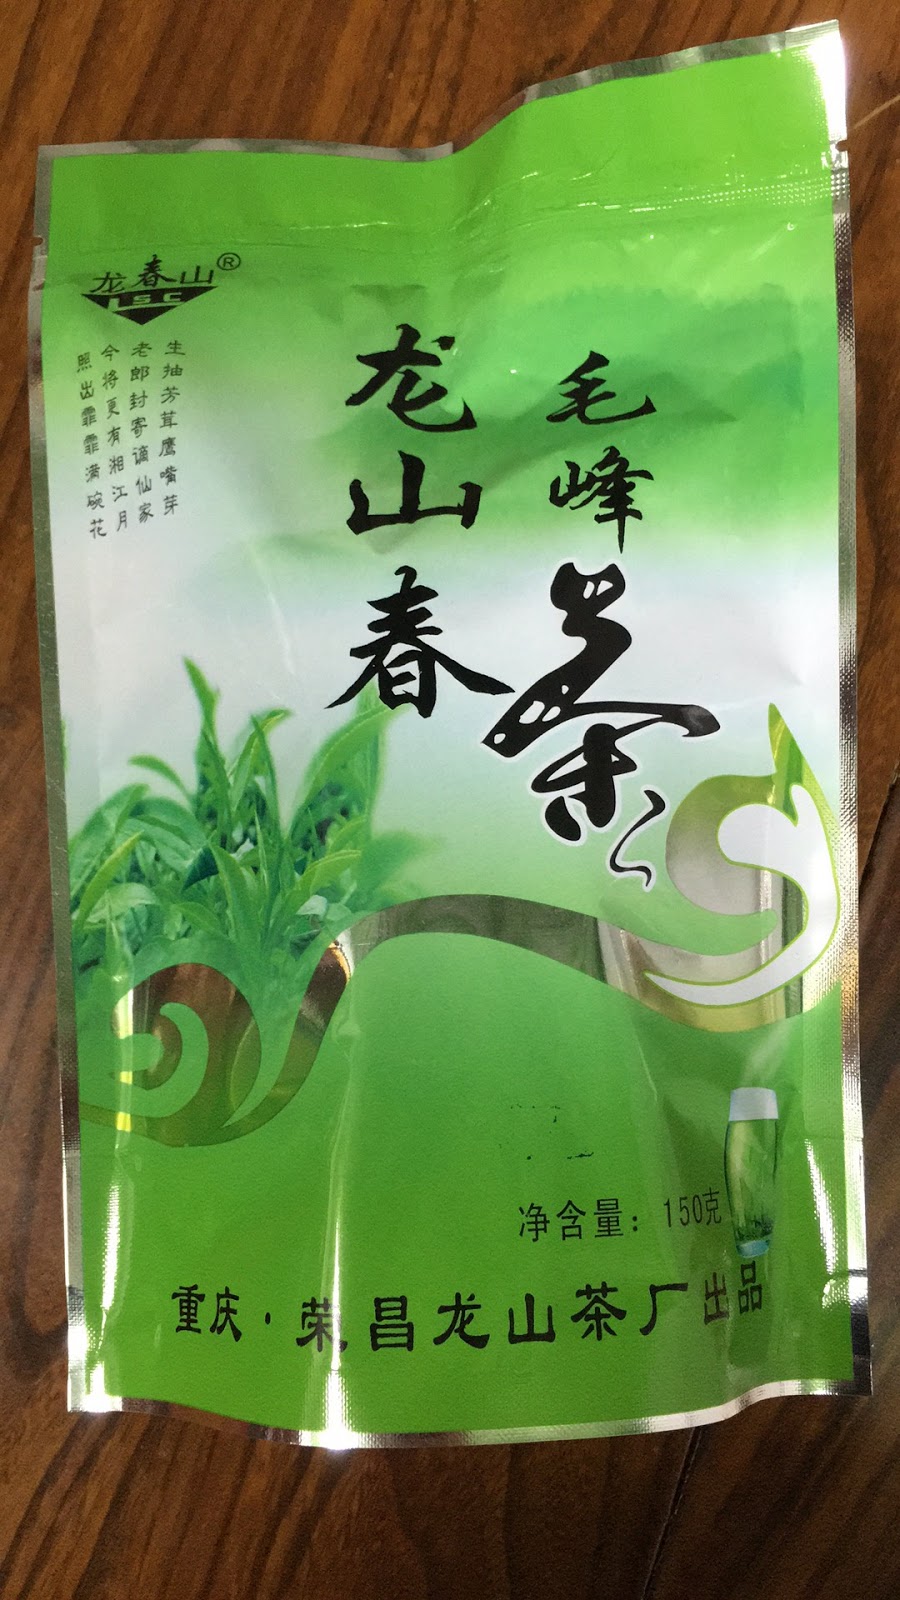 龙春山®
LSC
生抽芳茸鹰嘴芽
老郎封寄谪仙家
今将更有湘江月
照出霏霏满碗花
龙山春
毛峰
茶
净含量：150克
重庆·荣昌龙山茶厂出品